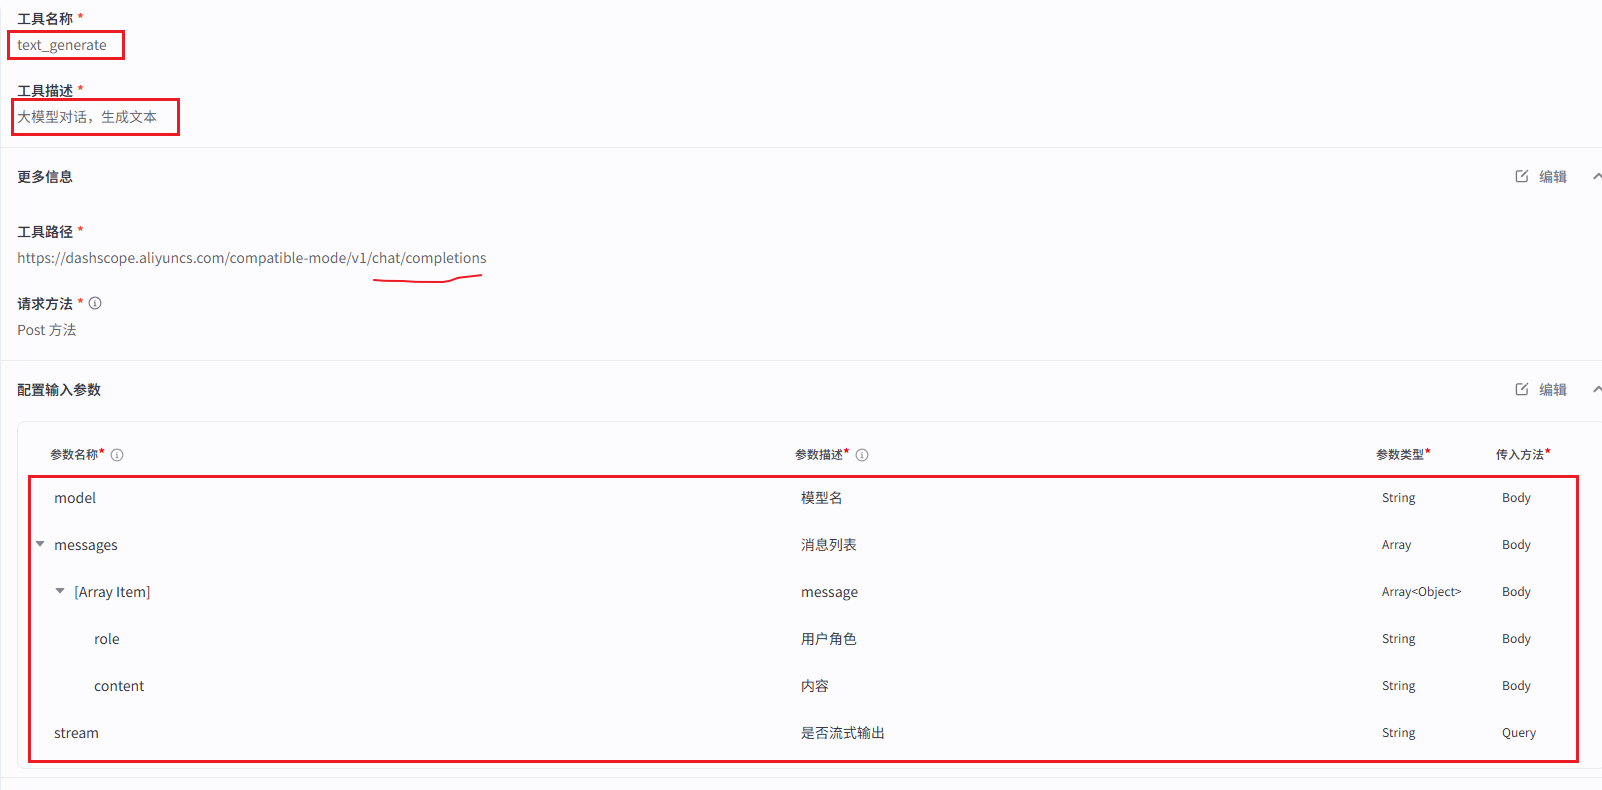 工具名称 *
text_generate
工具描述 *
大模型对话，生成文本
更多信息 编辑
工具路径 *
https://dashscope.aliyuncs.com/compatible-mode/v1/chat/completions
请求方法 *
Post 方法
配置输入参数 编辑
参数名称* 参数描述* 参数类型* 传入方法*
model 模型名 String Body
messages 消息列表 Array Body
[Array Item] message Array<Object> Body
role 用户角色 String Body
content 内容 String Body
stream 是否流式输出 String Query